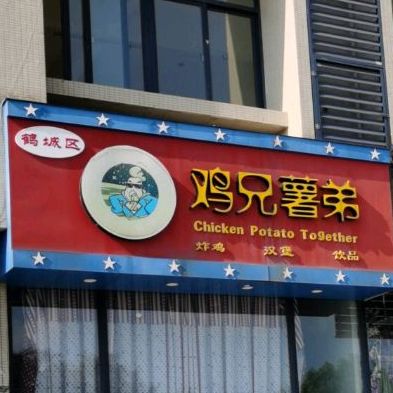 鹤城区
鸡兄薯弟
Chicken Potato Together
炸鸡 汉堡 饮品